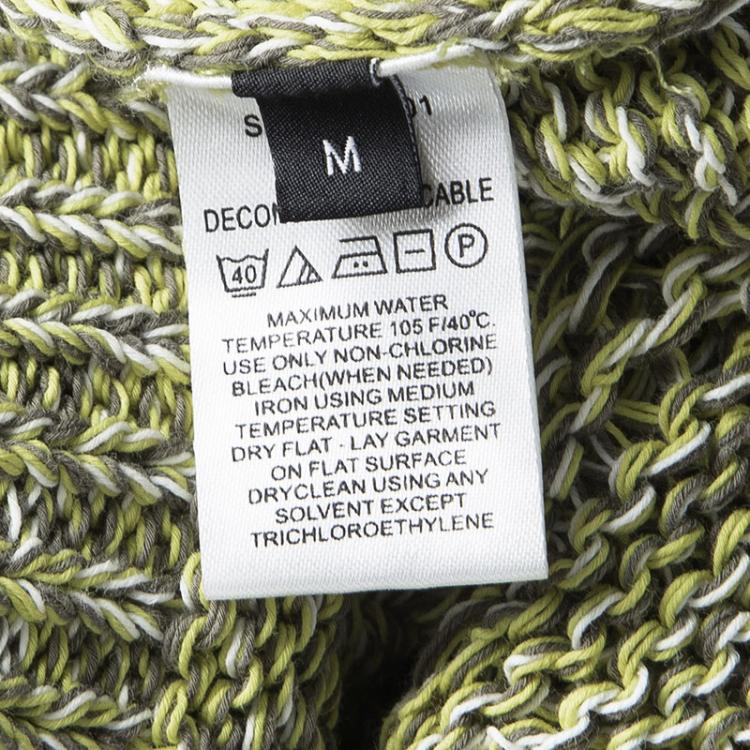 M
40
P
MAXIMUM WATER
TEMPERATURE 105 F/40°C.
USE ONLY NON-CHLORINE
BLEACH(WHEN NEEDED)
IRON USING MEDIUM
TEMPERATURE SETTING
DRY FLAT - LAY GARMENT
ON FLAT SURFACE
DRYCLEAN USING ANY
SOLVENT EXCEPT
TRICHLOROETHYLENE